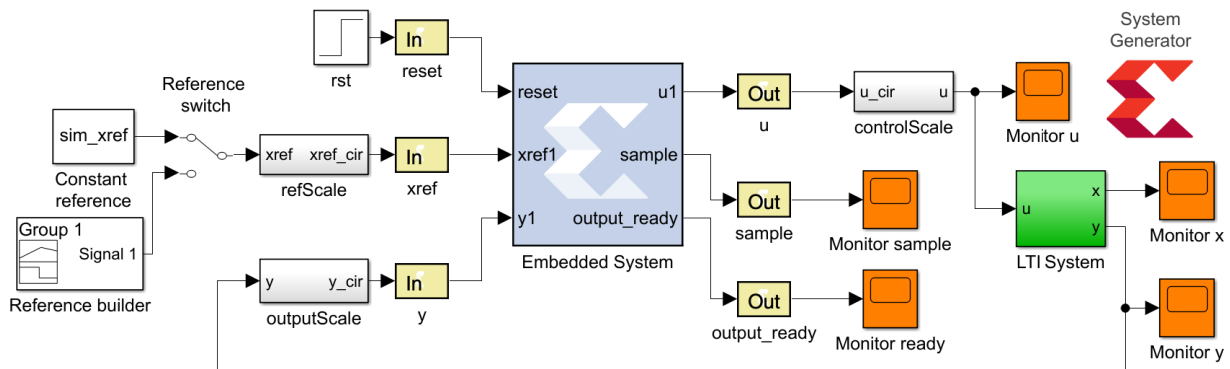 System
Generator
In
rst
reset
Reference
switch
reset
u1
Out
u
u_cir
u
controlScale
Monitor u
sim_xref
Constant
reference
xref
xref_cir
refScale
In
xref
xref1
sample
Out
sample
Monitor sample
x
u
y
LTI System
Monitor x
Group 1
Signal 1
Reference builder
y1
output_ready
Embedded System
y
y_cir
outputScale
In
y
Out
output_ready
Monitor ready
Monitor y